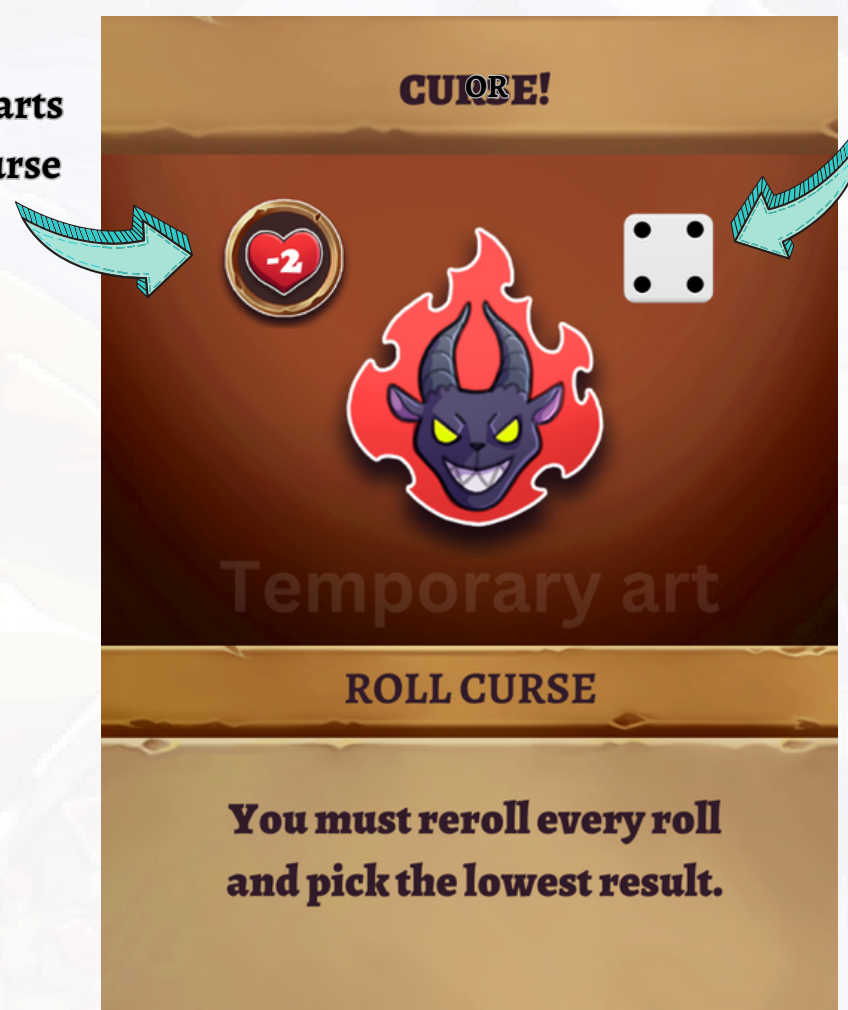 CURSE!
OR
arts
urse
-2
Temporary art
ROLL CURSE
You must reroll every roll
and pick the lowest result.